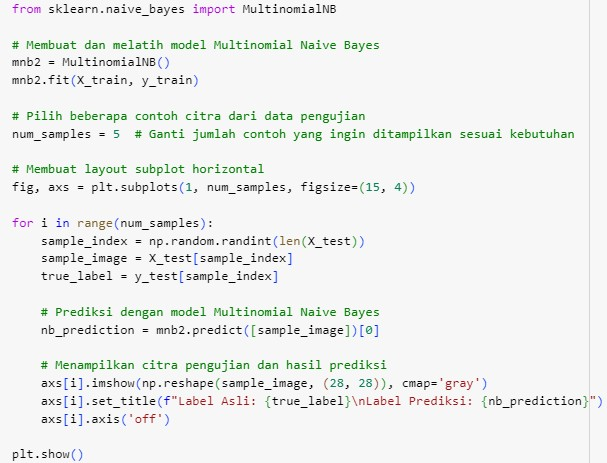 from sklearn.naive_bayes import MultinomialNB

# Membuat dan melatih model Multinomial Naive Bayes
mnb2 = MultinomialNB()
mnb2.fit(X_train, y_train)

# Pilih beberapa contoh citra dari data pengujian
num_samples = 5  # Ganti jumlah contoh yang ingin ditampilkan sesuai kebutuhan

# Membuat layout subplot horizontal
fig, axs = plt.subplots(1, num_samples, figsize=(15, 4))

for i in range(num_samples):
    sample_index = np.random.randint(len(X_test))
    sample_image = X_test[sample_index]
    true_label = y_test[sample_index]

    # Prediksi dengan model Multinomial Naive Bayes
    nb_prediction = mnb2.predict([sample_image])[0]

    # Menampilkan citra pengujian dan hasil prediksi
    axs[i].imshow(np.reshape(sample_image, (28, 28)), cmap='gray')
    axs[i].set_title(f"Label Asli: {true_label}\nLabel Prediksi: {nb_prediction}")
    axs[i].axis('off')

plt.show()